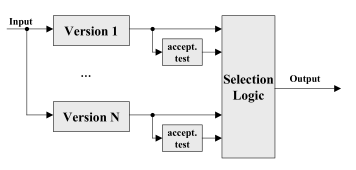 Input
Version 1
accept.
test
...
Selection
Logic
Output
Version N
accept.
test